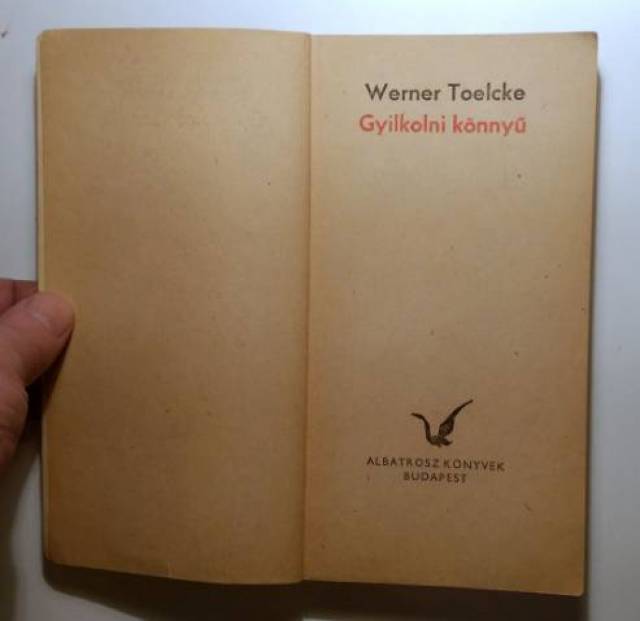 Werner Toelcke
Gyilkolni könnyű
ALBATROSZ KÖNYVEK
BUDAPEST